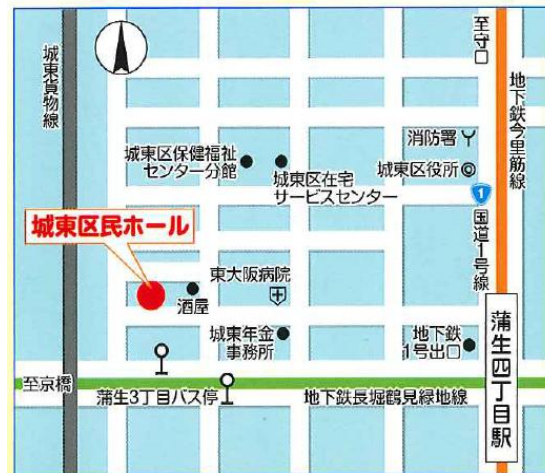 城東貨物線
至守口
地下鉄今里筋線
消防署
城東区保健福祉
センター分館
城東区役所
城東区在宅
サービスセンター
1
国道1号線
城東区民ホール
東大阪病院
酒屋
城東年金
事務所
地下鉄
1号出口
蒲生四丁目駅
至京橋
蒲生3丁目バス停
地下鉄長堀鶴見緑地線